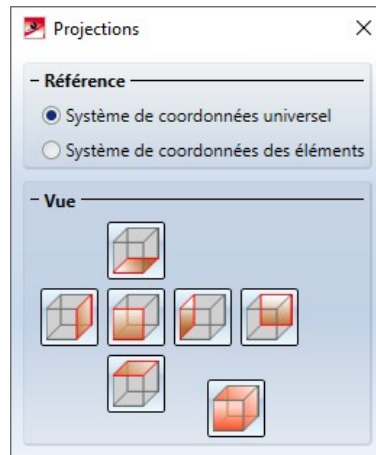 Projections
Référence
Système de coordonnées universel
Système de coordonnées des éléments
Vue